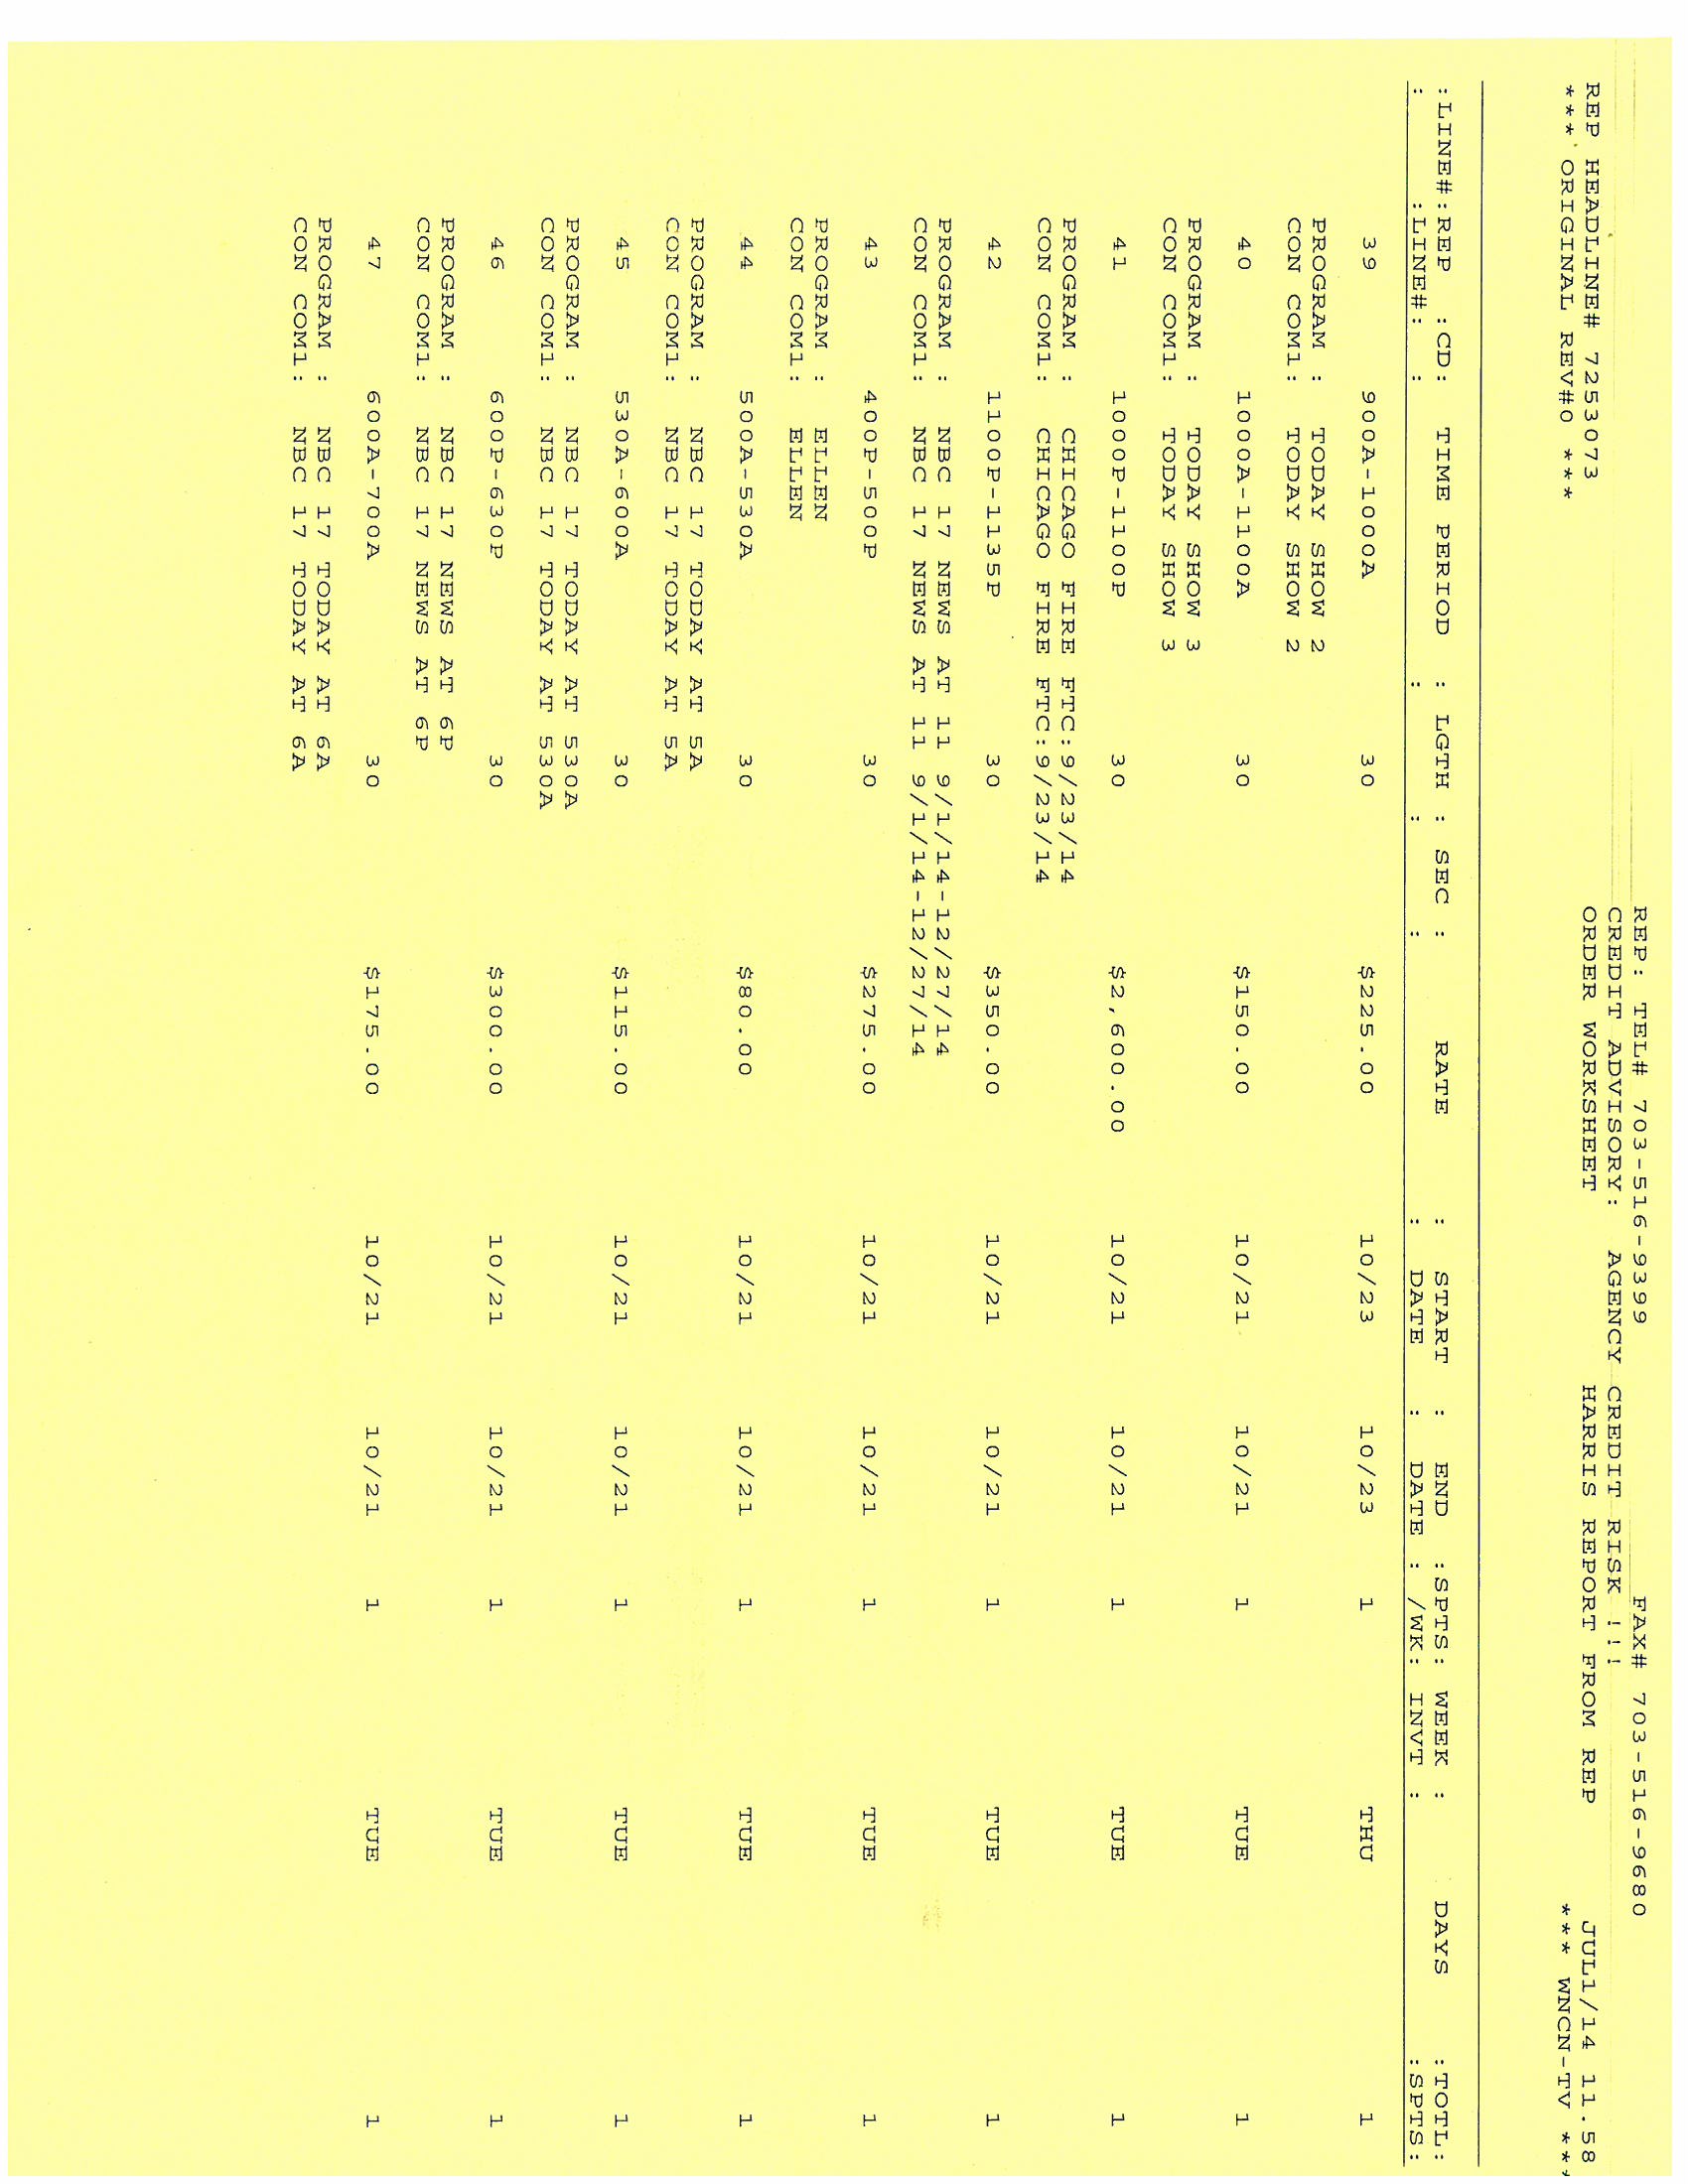 REP: TEL# 703-516-9399 FAX# 703-516-9680
CREDIT ADVISORY: AGENCY CREDIT RISK !!!
REP HEADLINE# 7253073 ORDER WORKSHEET HARRIS REPORT FROM REP JUL1/14 11.58
*** ORIGINAL REV#0 *** *** WNCN-TV ***
:LINE#:REP :CD: TIME PERIOD : LGTH : SEC : RATE : START : END :SPTS: WEEK : DAYS :TOTL:
: :LINE#: : : : : DATE : DATE : /WK: INVT : :SPTS:
39 900A-1000A 30 $225.00 10/23 10/23 1 THU 1
PROGRAM : TODAY SHOW 2
CON COM1: TODAY SHOW 2
40 1000A-1100A 30 $150.00 10/21 10/21 1 TUE 1
PROGRAM : TODAY SHOW 3
CON COM1: TODAY SHOW 3
41 1000P-1100P 30 $2,600.00 10/21 10/21 1 TUE 1
PROGRAM : CHICAGO FIRE FTC:9/23/14
CON COM1: CHICAGO FIRE FTC:9/23/14
42 1100P-1135P 30 $350.00 10/21 10/21 1 TUE 1
PROGRAM : NBC 17 NEWS AT 11 9/1/14-12/27/14
CON COM1: NBC 17 NEWS AT 11 9/1/14-12/27/14
43 400P-500P 30 $275.00 10/21 10/21 1 TUE 1
PROGRAM : ELLEN
CON COM1: ELLEN
44 500A-530A 30 $80.00 10/21 10/21 1 TUE 1
PROGRAM : NBC 17 TODAY AT 5A
CON COM1: NBC 17 TODAY AT 5A
45 530A-600A 30 $115.00 10/21 10/21 1 TUE 1
PROGRAM : NBC 17 TODAY AT 530A
CON COM1: NBC 17 TODAY AT 530A
46 600P-630P 30 $300.00 10/21 10/21 1 TUE 1
PROGRAM : NBC 17 NEWS AT 6P
CON COM1: NBC 17 NEWS AT 6P
47 600A-700A 30 $175.00 10/21 10/21 1 TUE 1
PROGRAM : NBC 17 TODAY AT 6A
CON COM1: NBC 17 TODAY AT 6A